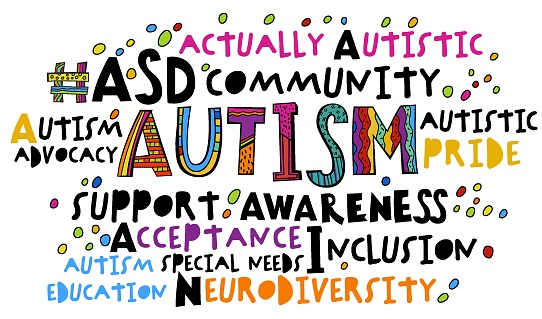 ACTUALLY AUTISTIC
#ASD COMMUNITY
AUTISM ADVOCACY
AUTISM
AUTISTIC PRIDE
SUPPORT AWARENESS
ACCEPTANCE INCLUSION
AUTISM SPECIAL NEEDS
EDUCATION NEURODIVERSITY